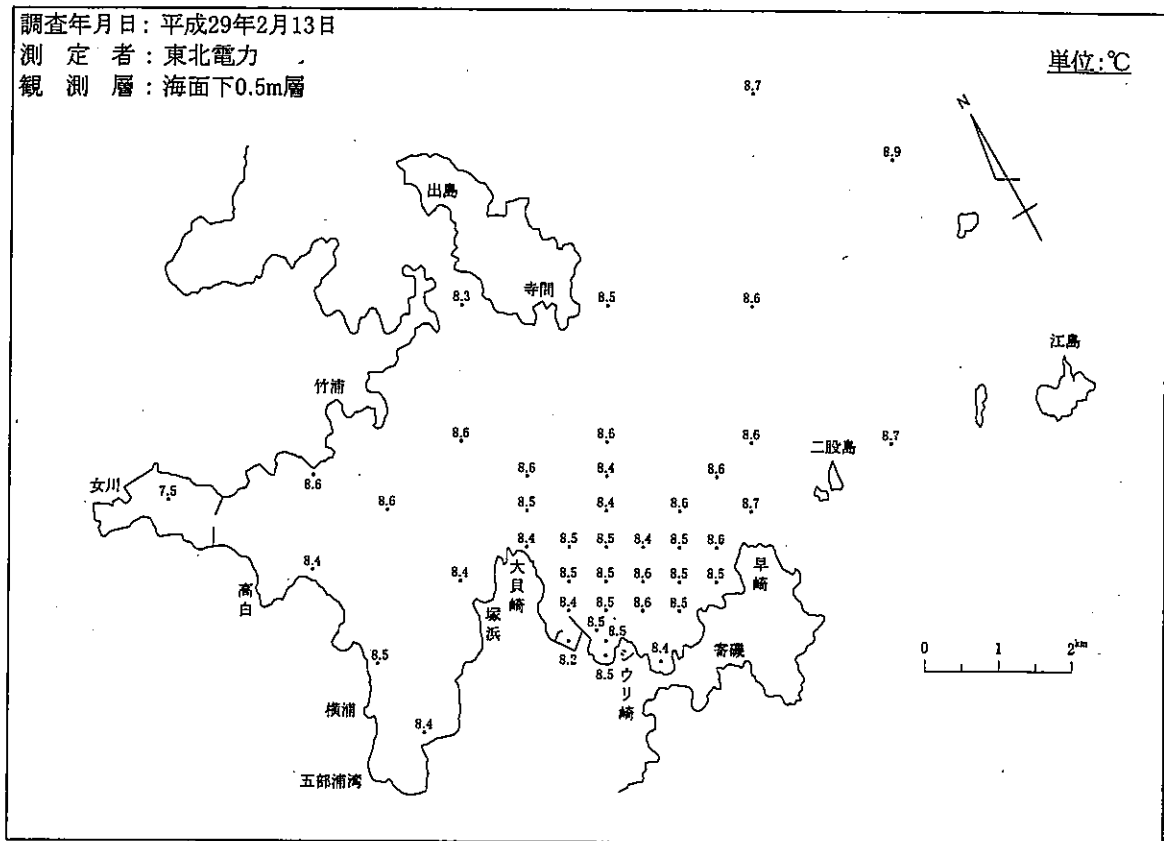 調査年月日：平成29年2月13日
測定者：東北電力
観測層：海面下0.5m層
単位:℃
8.7
N
8.9
出島
寺間
8.3
8.5
8.6
江島
竹浦
8.6
8.6
8.6
8.7
二股島
8.6
8.4
8.6
女川
7.5
8.6
8.6
8.5
8.4
8.6
8.7
8.4
8.5
8.5
8.4
8.5
8.6
8.4
8.4
8.5
8.5
8.6
8.5
8.5
高白
塚浜
大貝崎
早崎
8.4
8.5
8.6
8.5
8.5
8.5
8.2
8.5
8.4
シウリ崎
寄磯
8.5
0 1 2km
横浦
8.4
五部浦湾